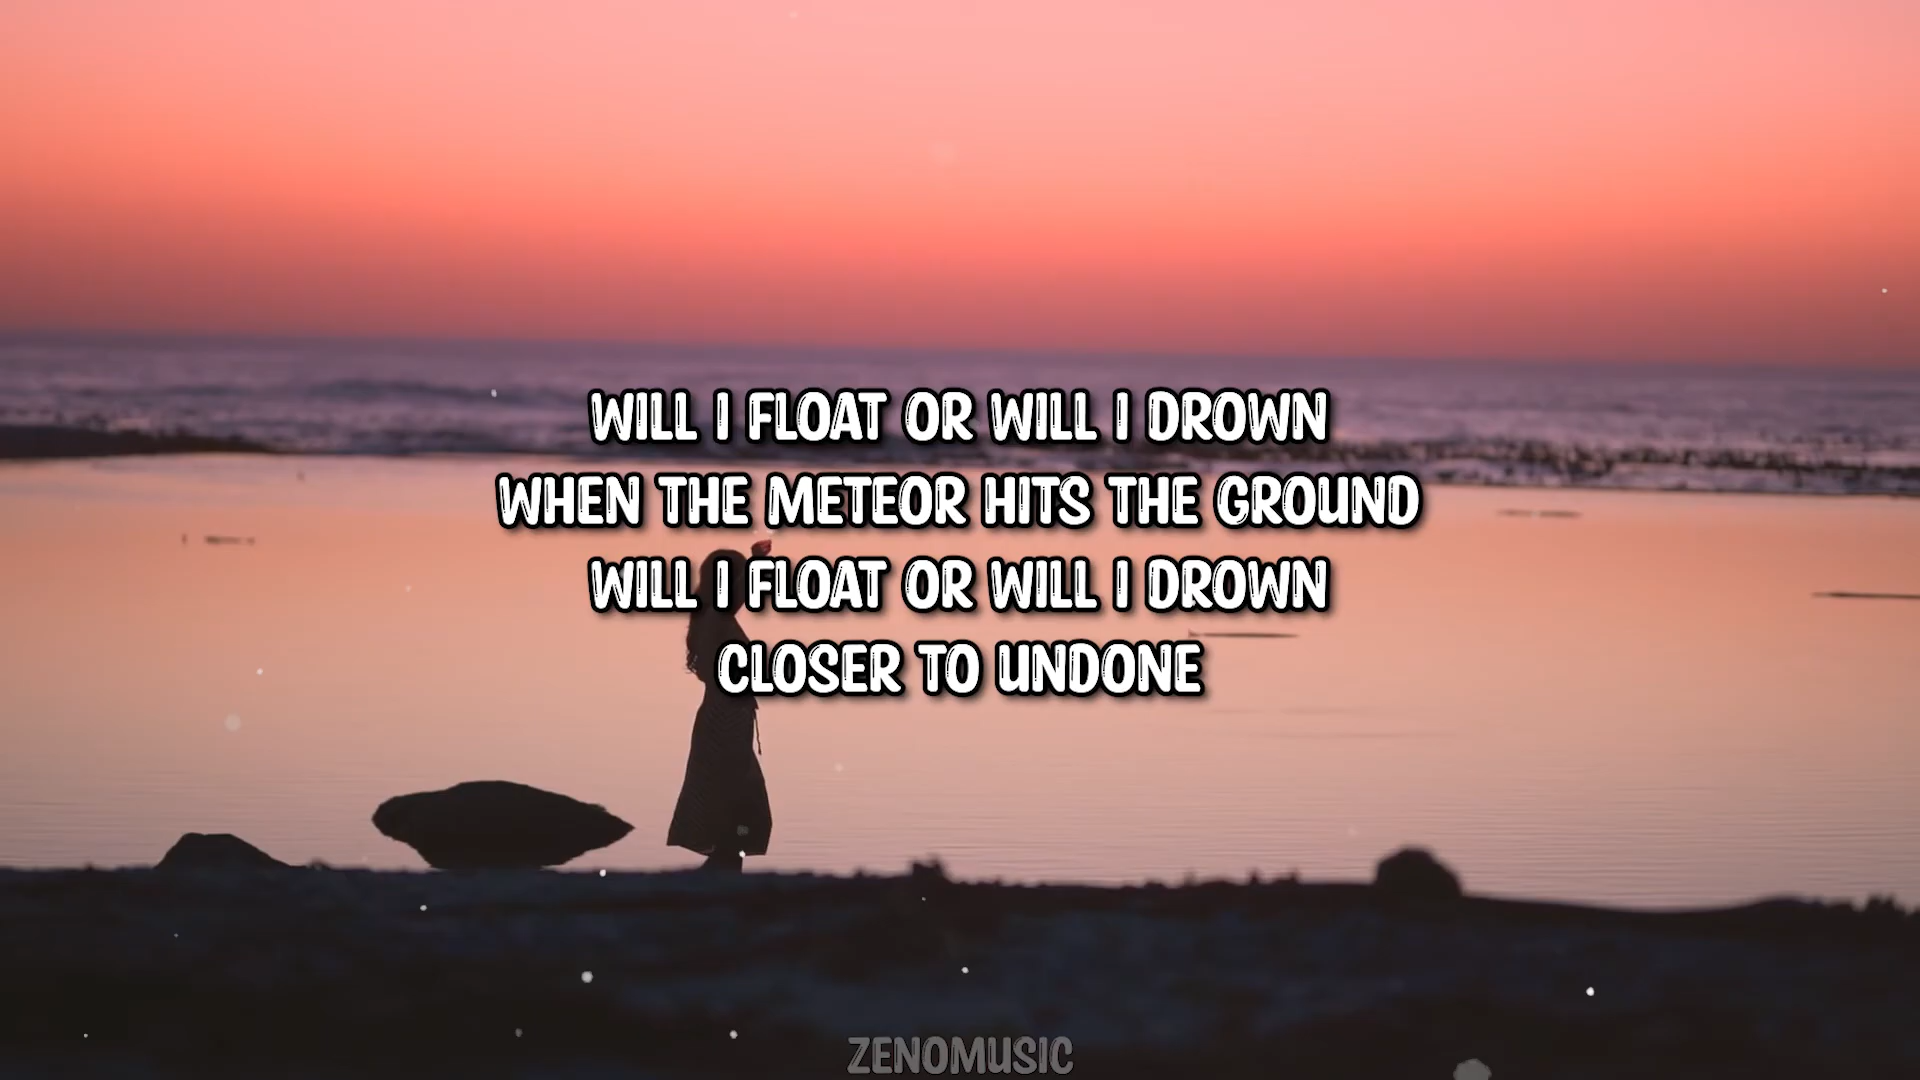 WILL I FLOAT OR WILL I DROWN
WHEN THE METEOR HITS THE GROUND
WILL I FLOAT OR WILL I DROWN
CLOSER TO UNDONE
ZENOMUSIC